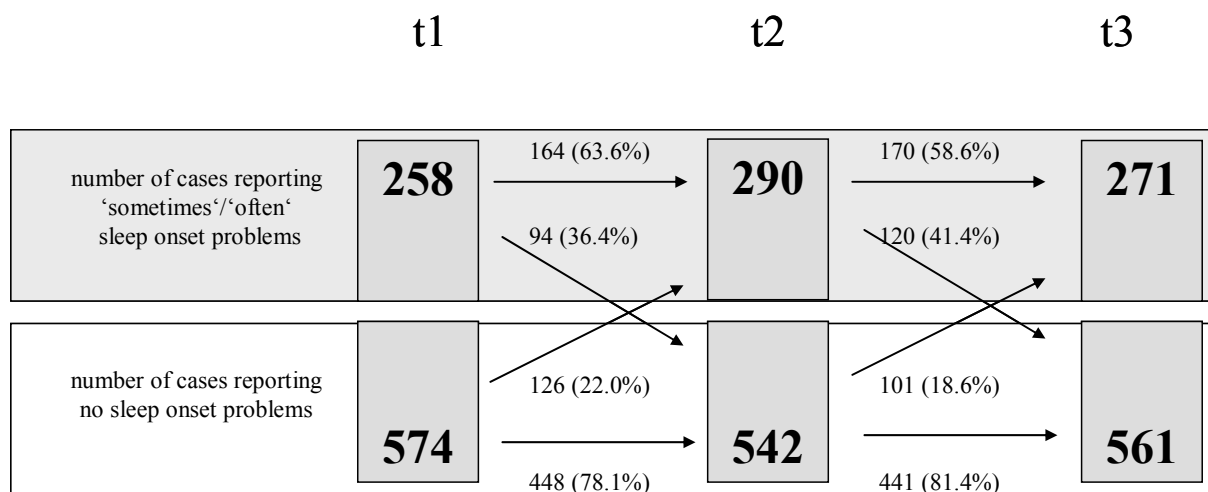 t1 t2 t3
164 (63.6%) 170 (58.6%)
258 290 271
number of cases reporting
‘sometimes‘/‘often‘
sleep onset problems
94 (36.4%) 120 (41.4%)
number of cases reporting
no sleep onset problems
126 (22.0%) 101 (18.6%)
574 542 561
448 (78.1%) 441 (81.4%)